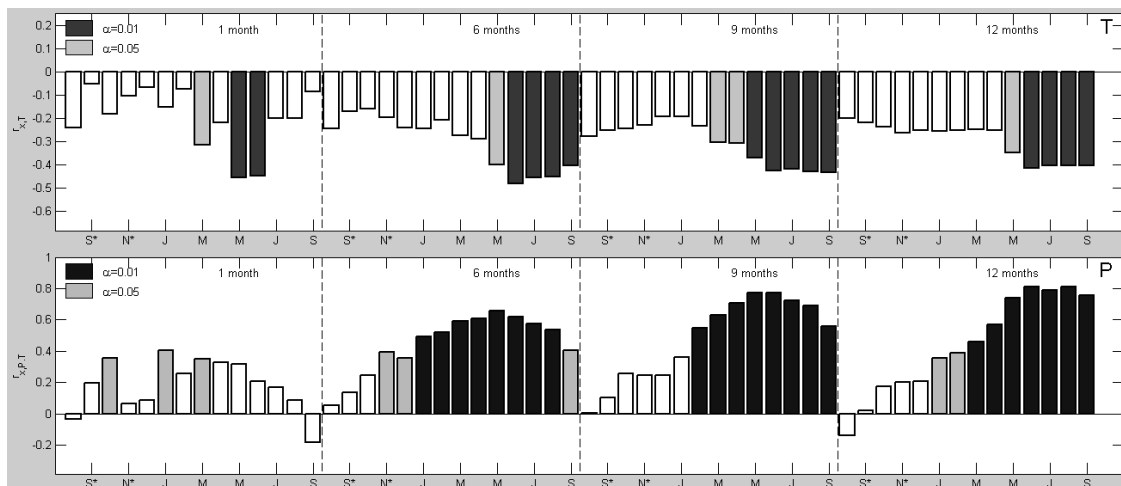 0.2 α=0.01 1 month 6 months 9 months 12 months T
0.1 α=0.05
0
-0.1
-0.2
-0.3
-0.4
-0.5
-0.6
r x,T
S* N* J M M J S S* N* J M M J S S* N* J M M J S S* N* J M M J S
1 α=0.01 1 month 6 months 9 months 12 months P
0.8 α=0.05
0.6
0.4
0.2
0
-0.2
r x,P.T
S* N* J M M J S S* N* J M M J S S* N* J M M J S S* N* J M M J S